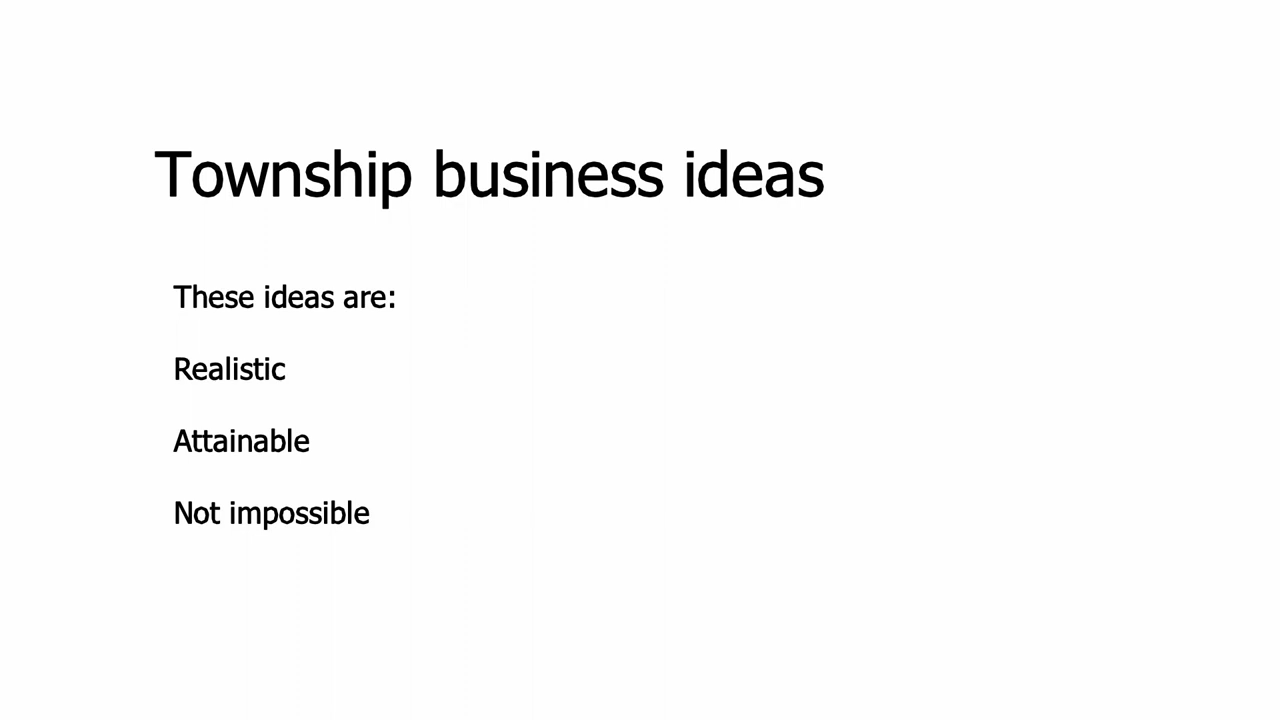 Township business ideas
These ideas are:
Realistic
Attainable
Not impossible